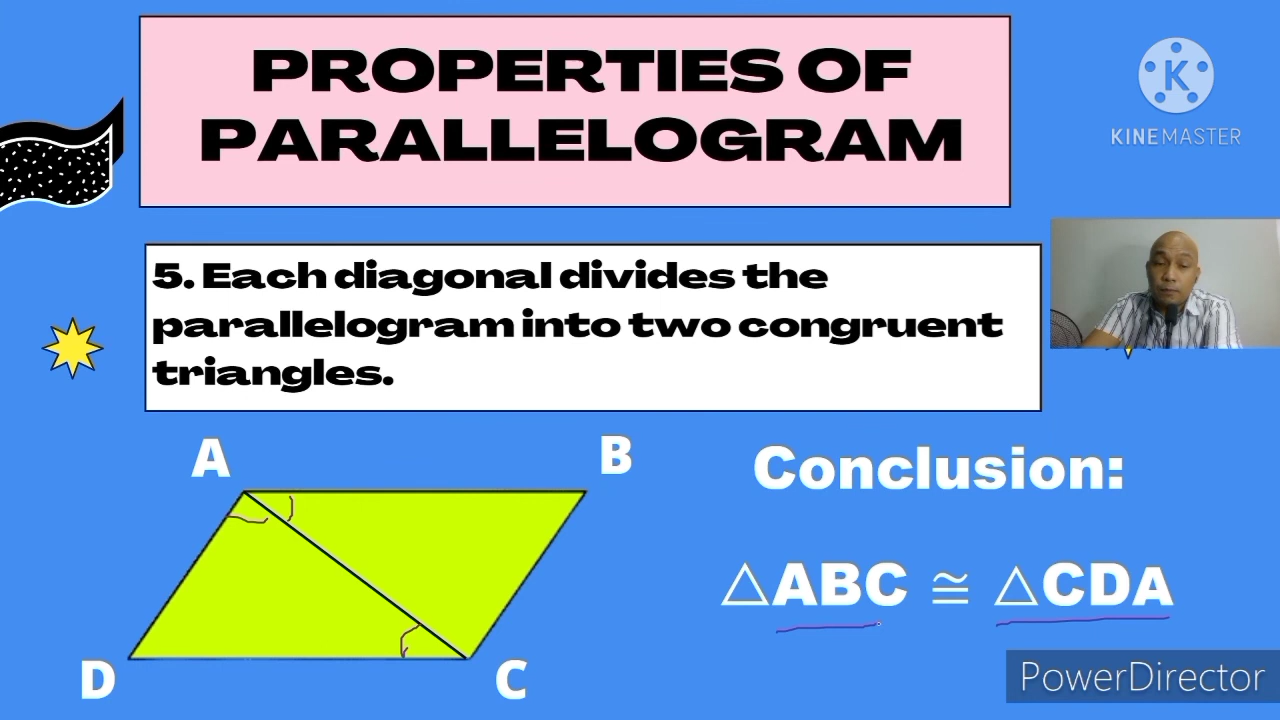 PROPERTIES OF
PARALLELOGRAM
KINEMASTER
5. Each diagonal divides the
parallelogram into two congruent
triangles.
A
B
Conclusion:
△ABC ≅ △CDA
D
C
PowerDirector